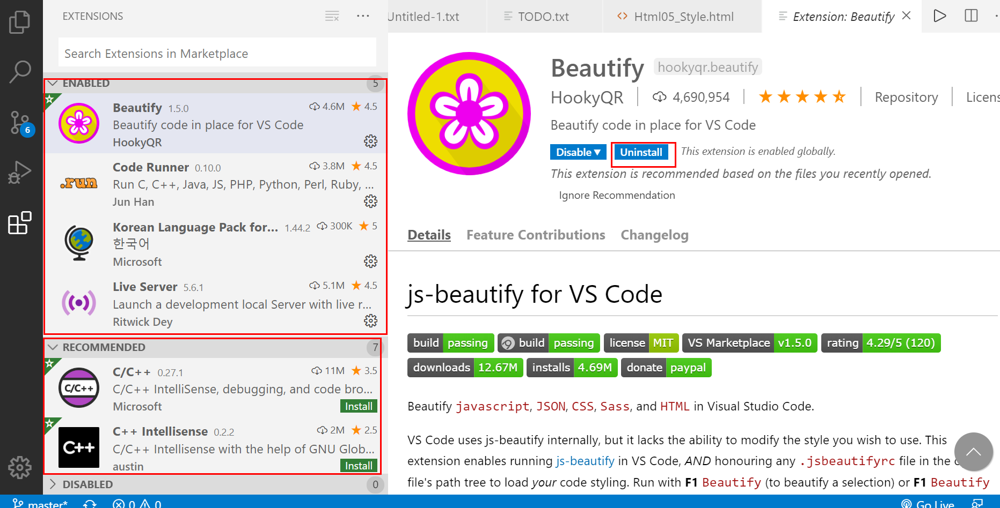 EXTENSIONS
Search Extensions in Marketplace
ENABLED 5
Beautify 1.5.0 4.6M 4.5
Beautify code in place for VS Code
HookyQR
.run
Code Runner 0.10.0 3.8M 4.5
Run C, C++, Java, JS, PHP, Python, Perl, Ruby, ...
Jun Han
Korean Language Pack for... 1.44.2 300K 5
한국어
Microsoft
Live Server 5.6.1 5.1M 4.5
Launch a development local Server with live r...
Ritwick Dey
RECOMMENDED 7
C/C++
C/C++ 0.27.1 11M 3.5
C/C++ IntelliSense, debugging, and code bro...
Microsoft Install
C++
C++ Intellisense 0.2.2 2M 2.5
C/C++ Intellisense with the help of GNU Glob...
austin Install
DISABLED 0
6
Untitled-1.txt TODO.txt <> Html05_Style.html Extension: Beautify
Beautify hookyqr.beautify
HookyQR 4,690,954 Repository Licens
Beautify code in place for VS Code
Disable Uninstall This extension is enabled globally.
This extension is recommended based on the files you recently opened.
Ignore Recommendation
Details Feature Contributions Changelog
js-beautify for VS Code
build passing build passing license MIT VS Marketplace v1.5.0 rating 4.29/5 (120)
downloads 12.67M installs 4.69M donate paypal
Beautify javascript, JSON, CSS, Sass, and HTML in Visual Studio Code.
VS Code uses js-beautify internally, but it lacks the ability to modify the style you wish to use. This
extension enables running js-beautify in VS Code, AND honouring any .jsbeautifyrc file in the
file's path tree to load your code styling. Run with F1 Beautify (to beautify a selection) or F1 Beautify
master* 0 0 Go Live